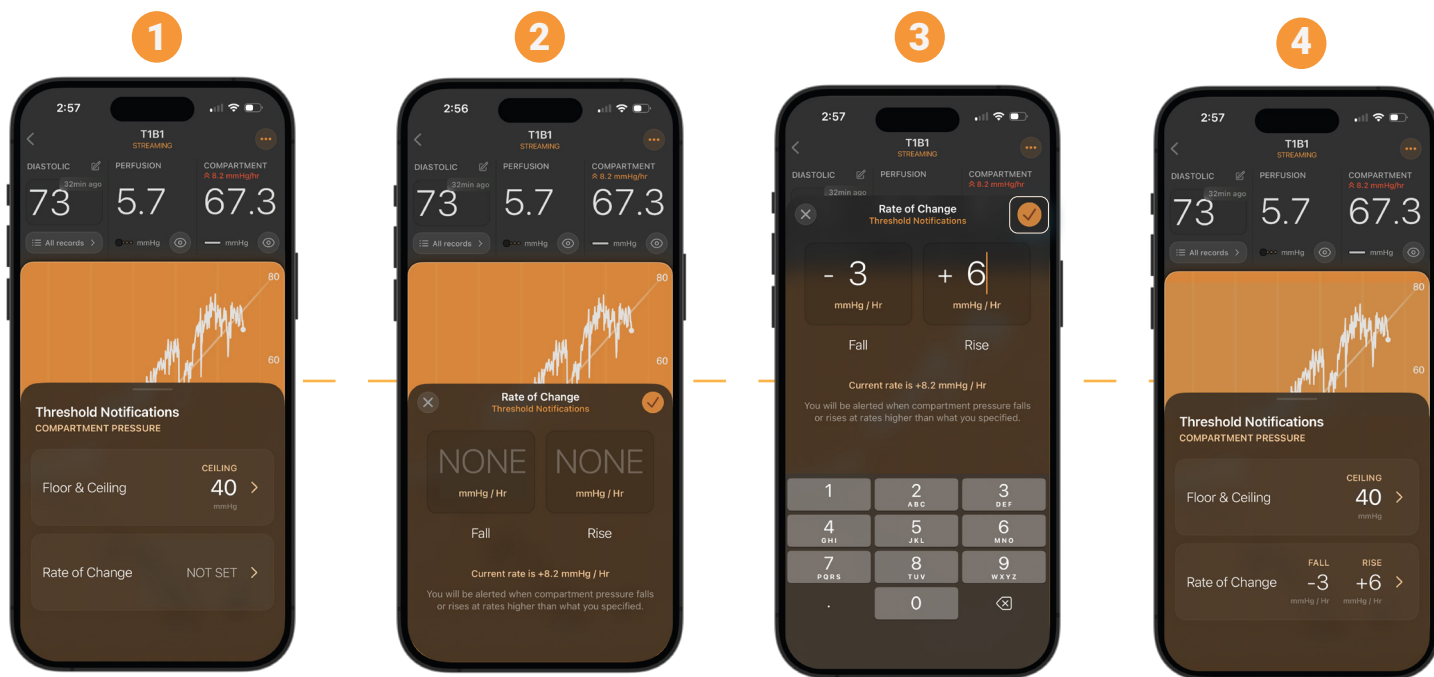 1
2:57
T1B1
STREAMING
DIASTOLIC
PERFUSION
COMPARTMENT
8.2 mmHg/hr
32min ago
73
5.7
67.3
All records
mmHg
mmHg
80
60
Threshold Notifications
COMPARTMENT PRESSURE
Floor & Ceiling
CEILING
40
mmHg
Rate of Change
NOT SET
2
2:56
T1B1
STREAMING
DIASTOLIC
PERFUSION
COMPARTMENT
8.2 mmHg/hr
32min ago
73
5.7
67.3
All records
mmHg
mmHg
80
60
Rate of Change
Threshold Notifications
NONE
NONE
mmHg / Hr
mmHg / Hr
Fall
Rise
Current rate is +8.2 mmHg / Hr
You will be alerted when compartment pressure falls
or rises at rates higher than what you specified.
3
2:57
T1B1
STREAMING
DIASTOLIC
PERFUSION
COMPARTMENT
8.2 mmHg/hr
32min ago
Rate of Change
Threshold Notifications
- 3
+ 6
mmHg / Hr
mmHg / Hr
Fall
Rise
Current rate is +8.2 mmHg / Hr
You will be alerted when compartment pressure falls
or rises at rates higher than what you specified.
1
2
ABC
3
DEF
4
GHI
5
JKL
6
MNO
7
PQRS
8
TUV
9
WXYZ
.
0
4
2:57
T1B1
STREAMING
DIASTOLIC
PERFUSION
COMPARTMENT
8.2 mmHg/hr
32min ago
73
5.7
67.3
All records
mmHg
mmHg
80
60
Threshold Notifications
COMPARTMENT PRESSURE
Floor & Ceiling
CEILING
40
mmHg
Rate of Change
FALL
-3
mmHg / Hr
RISE
+6
mmHg / Hr